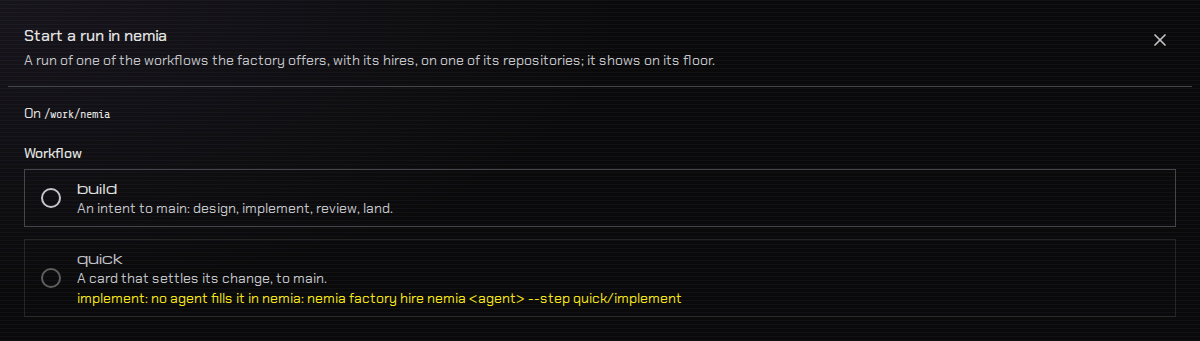 Start a run in nemia
A run of one of the workflows the factory offers, with its hires, on one of its repositories; it shows on its floor.
On /work/nemia
Workflow
build
An intent to main: design, implement, review, land.
quick
A card that settles its change, to main.
implement: no agent fills it in nemia: nemia factory hire nemia <agent> --step quick/implement